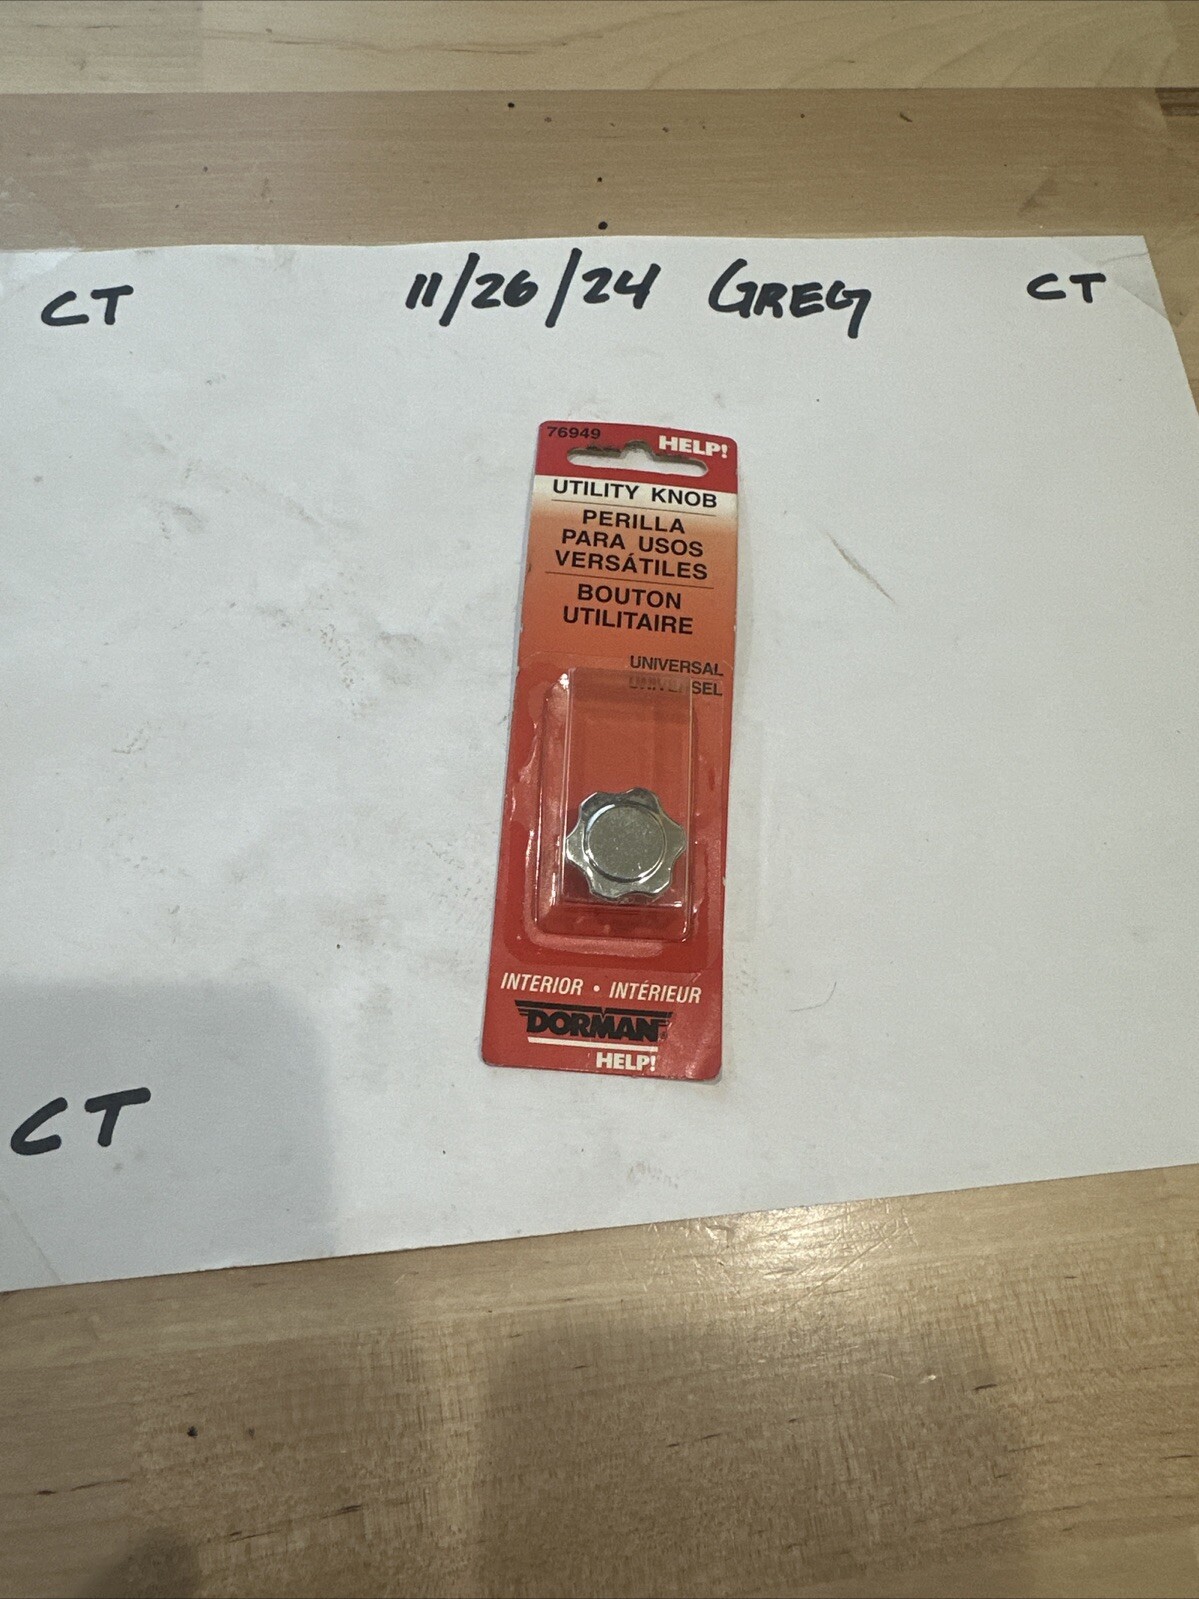 CT 11/26/24 GREG CT
76949 HELP!
UTILITY KNOB
PERILLA
PARA USOS
VERSÁTILES
BOUTON
UTILITAIRE
UNIVERSAL
UNIVERSEL
INTERIOR • INTÉRIEUR
DORMAN®
HELP!
CT